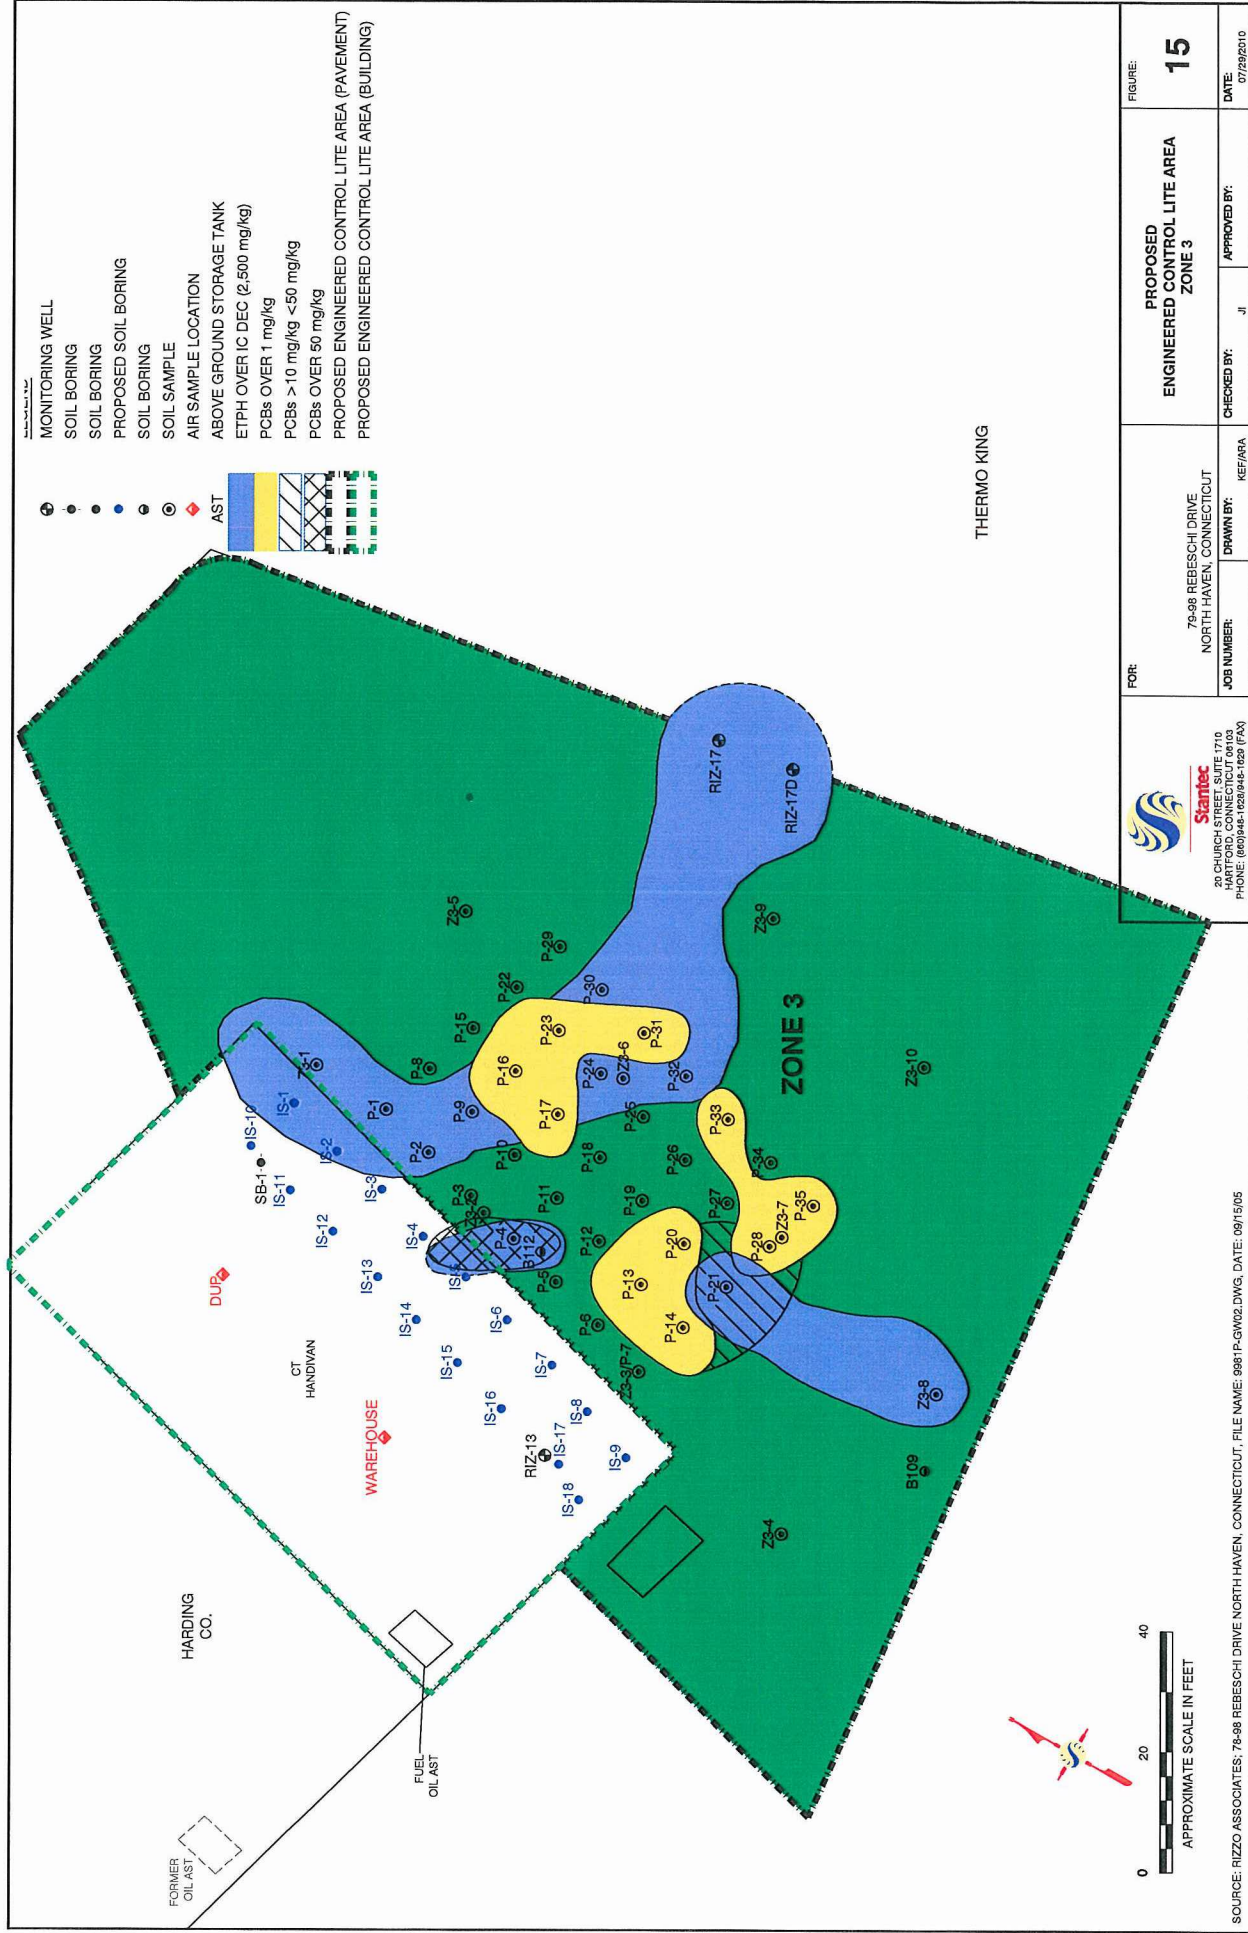 LEGEND
MONITORING WELL
SOIL BORING
SOIL BORING
PROPOSED SOIL BORING
SOIL BORING
SOIL SAMPLE
AIR SAMPLE LOCATION
AST ABOVE GROUND STORAGE TANK
ETPH OVER IC DEC (2,500 mg/kg)
PCBs OVER 1 mg/kg
PCBs >10 mg/kg <50 mg/kg
PCBs OVER 50 mg/kg
PROPOSED ENGINEERED CONTROL LITE AREA (PAVEMENT)
PROPOSED ENGINEERED CONTROL LITE AREA (BUILDING)
FORMER
OIL AST
HARDING
CO.
FUEL
OIL AST
DUP
CT
HANDIVAN
WAREHOUSE
SB-1
IS-10
IS-1
IS-2
IS-11
IS-3
IS-12
IS-4
IS-13
IS-5
IS-14
IS-6
IS-15
IS-7
IS-16
IS-8
RIZ-13
IS-17
IS-9
IS-18
Z3-1
P-1
P-2
P-8
P-9
P-15
Z3-5
P-3
Z3-2
P-10
P-16
P-22
P-4
B112
P-11
P-17
P-23
P-29
P-5
P-12
P-18
P-24
P-30
Z3-6
P-6
Z3-3/P-7
P-13
P-19
P-25
P-31
P-14
P-20
P-26
P-32
P-21
P-27
P-33
RIZ-17
P-28
Z3-7
P-34
RIZ-17D
P-35
Z3-4
Z3-9
ZONE 3
Z3-8
Z3-10
B109
THERMO KING
0 20 40
APPROXIMATE SCALE IN FEET
SOURCE: RIZZO ASSOCIATES; 78-98 REBESCHI DRIVE NORTH HAVEN, CONNECTICUT, FILE NAME: 9981P-GW02.DWG, DATE: 09/15/05
Stantec
20 CHURCH STREET, SUITE 1710
HARTFORD, CONNECTICUT 06103
PHONE: (860)948-1628/948-1629 (FAX)
FOR:
79-98 REBESCHI DRIVE
NORTH HAVEN, CONNECTICUT
JOB NUMBER:
DRAWN BY:
KEF/ARA
PROPOSED
ENGINEERED CONTROL LITE AREA
ZONE 3
CHECKED BY:
JI
APPROVED BY:
FIGURE:
15
DATE:
07/29/2010